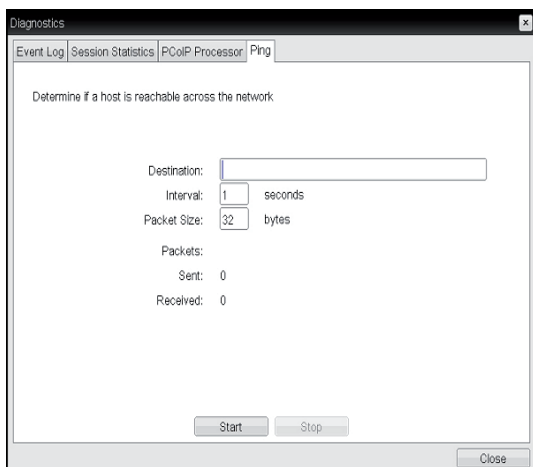 Diagnostics
Event Log Session Statistics PCoIP Processor Ping
Determine if a host is reachable across the network
Destination:
Interval: 1 seconds
Packet Size: 32 bytes
Packets:
Sent: 0
Received: 0
Start Stop
Close